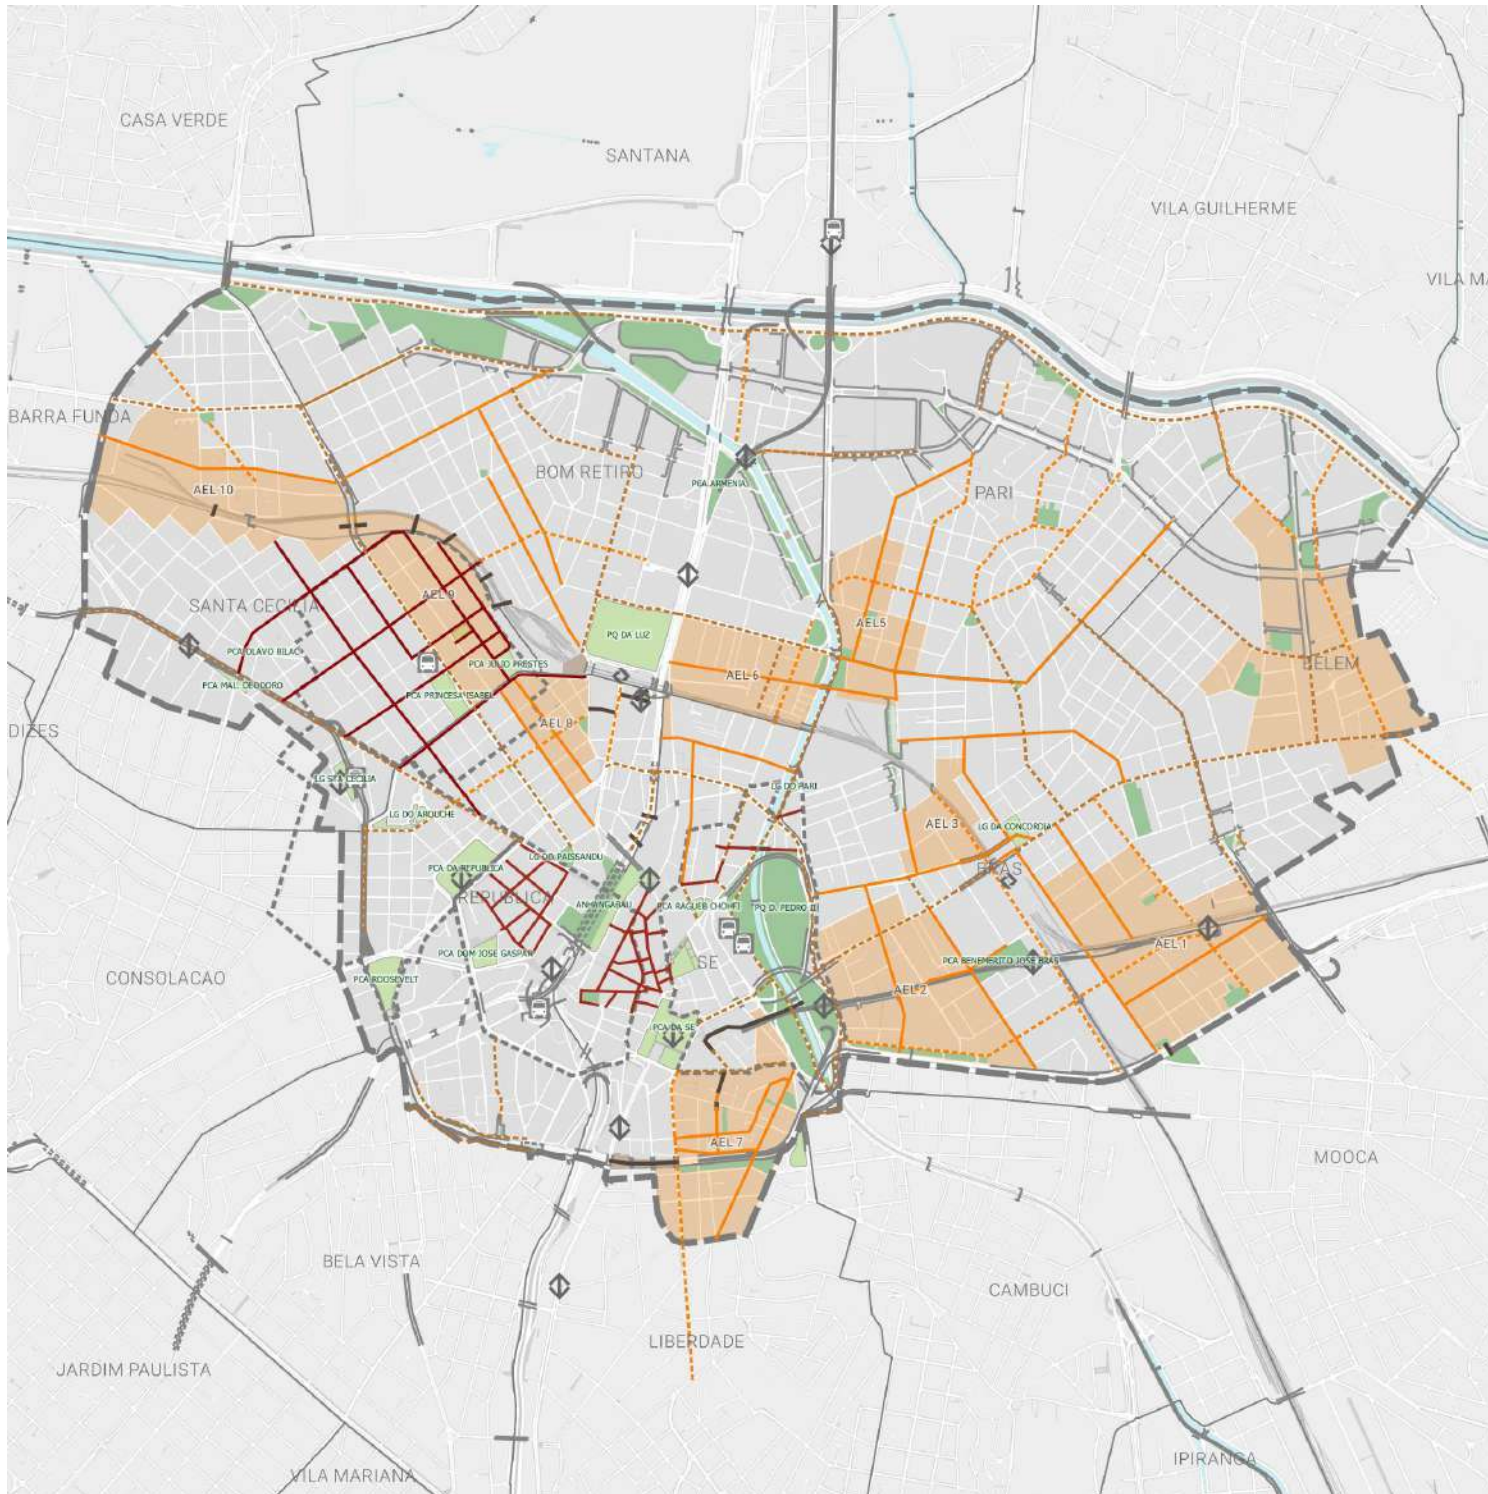 CASA VERDE
SANTANA
VILA GUILHERME
VILA MA
BARRA FUNDA
BOM RETIRO
PARI
AEL 10
PCA ARMENIA
SANTA CECILIA
AEL 9
PQ DA LUZ
AEL 5
BELEM
PCA OLAVO BILAC
PCA JULIO PRESTES
PCA MAL. DEODORO
PCA PRINCESA ISABEL
AEL 6
DIZES
AEL 8
LG STA CECILIA
LG DO PARI
LG DO AROUCHE
AEL 3
LG DA CONCORDIA
LG DO PAISSANDU
PCA DA REPUBLICA
BRAS
REPUBLICA
ANHANGABAU
PCA RAGUEB CHOHFI
PQ D. PEDRO II
AEL 1
PCA DOM JOSE GASPAR
SE
PCA BENEMERITO JOSE BRAS
CONSOLACAO
PCA ROOSEVELT
AEL 2
PCA DA SE
AEL 7
MOOCA
BELA VISTA
CAMBUCI
LIBERDADE
JARDIM PAULISTA
IPIRANGA
VILA MARIANA